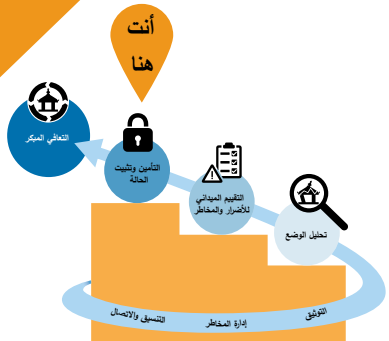 أنت
هنا
تحليل الوضع
التقييم الميداني
للأضرار والمخاطر
التأمين وتثبيت
الحالة
التعافي المبكر
التوثيق
إدارة المخاطر
التنسيق والاتصال